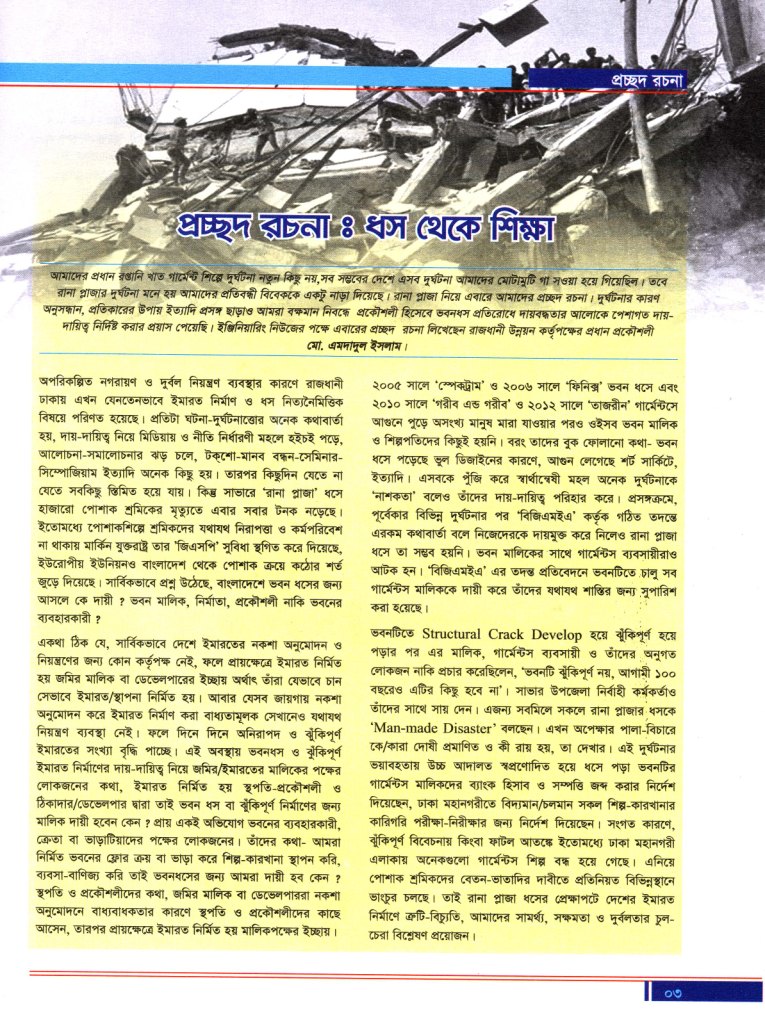 প্রচ্ছদ রচনা
প্রচ্ছদ রচনা ঃ ধস থেকে শিক্ষা
আমাদের প্রধান রপ্তানি খাত গার্মেন্ট শিল্পে দুর্ঘটনা নতুন কিছু নয়,সব সম্ভবের দেশে এসব দুর্ঘটনা আমাদের মোটামুটি গা সওয়া হয়ে গিয়েছিল। তবে
রানা প্লাজার দুর্ঘটনা মনে হয় আমাদের প্রতিবন্ধী বিবেককে একটু নাড়া দিয়েছে। রানা প্লাজা নিয়ে এবারে আমাদের প্রচ্ছদ রচনা। দুর্ঘটনার কারণ
অনুসন্ধান, প্রতিকারের উপায় ইত্যাদি প্রসঙ্গ ছাড়াও আমরা বক্ষমান নিবন্ধে প্রকৌশলী হিসেবে ভবনধস প্রতিরোধে দায়বদ্ধতার আলোকে পেশাগত দায়-
দায়িত্ব নির্দিষ্ট করার প্রয়াস পেয়েছি। ইঞ্জিনিয়ারিং নিউজের পক্ষে এবারের প্রচ্ছদ রচনা লিখেছেন রাজধানী উন্নয়ন কর্তৃপক্ষের প্রধান প্রকৌশলী
মো. এমদাদুল ইসলাম।
অপরিকল্পিত নগরায়ণ ও দুর্বল নিয়ন্ত্রণ ব্যবস্থার কারণে রাজধানী
ঢাকায় এখন যেনতেনভাবে ইমারত নির্মাণ ও ধস নিত্যনৈমিত্তিক
বিষয়ে পরিণত হয়েছে। প্রতিটা ঘটনা-দুর্ঘটনাত্তোর অনেক কথাবার্তা
হয়, দায়-দায়িত্ব নিয়ে মিডিয়ায় ও নীতি নির্ধারণী মহলে হইচই পড়ে,
আলোচনা-সমালোচনার ঝড় চলে, টক্‌শো-মানব বন্ধন-সেমিনার-
সিম্পোজিয়াম ইত্যাদি অনেক কিছু হয়। তারপর কিছুদিন যেতে না
যেতে সবকিছু স্তিমিত হয়ে যায়। কিন্তু সাভারে ‘রানা প্লাজা’ ধসে
হাজারো পোশাক শ্রমিকের মৃত্যুতে এবার সবার টনক নড়েছে।
ইতোমধ্যে পোশাকশিল্পে শ্রমিকদের যথাযথ নিরাপত্তা ও কর্মপরিবেশ
না থাকায় মার্কিন যুক্তরাষ্ট্র তার ‘জিএসপি’ সুবিধা স্থগিত করে দিয়েছে,
ইউরোপীয় ইউনিয়নও বাংলাদেশ থেকে পোশাক ক্রয়ে কঠোর শর্ত
জুড়ে দিয়েছে। সার্বিকভাবে প্রশ্ন উঠেছে, বাংলাদেশে ভবন ধসের জন্য
আসলে কে দায়ী ? ভবন মালিক, নির্মাতা, প্রকৌশলী নাকি ভবনের
ব্যবহারকারী ?
একথা ঠিক যে, সার্বিকভাবে দেশে ইমারতের নকশা অনুমোদন ও
নিয়ন্ত্রণের জন্য কোন কর্তৃপক্ষ নেই, ফলে প্রায়ক্ষেত্রে ইমারত নির্মিত
হয় জমির মালিক বা ডেভেলপারের ইচ্ছায় অর্থাৎ তাঁরা যেভাবে চান
সেভাবে ইমারত/স্থাপনা নির্মিত হয়। আবার যেসব জায়গায় নকশা
অনুমোদন করে ইমারত নির্মাণ করা বাধ্যতামূলক সেখানেও যথাযথ
নিয়ন্ত্রণ ব্যবস্থা নেই। ফলে দিনে দিনে অনিরাপদ ও ঝুঁকিপূর্ণ
ইমারতের সংখ্যা বৃদ্ধি পাচ্ছে। এই অবস্থায় ভবনধস ও ঝুঁকিপূর্ণ
ইমারত নির্মাণের দায়-দায়িত্ব নিয়ে জমির/ইমারতের মালিকের পক্ষের
লোকজনের কথা, ইমারত নির্মিত হয় স্থপতি-প্রকৌশলী ও
ঠিকাদার/ডেভেলপার দ্বারা তাই ভবন ধস বা ঝুঁকিপূর্ণ নির্মাণের জন্য
মালিক দায়ী হবেন কেন ? প্রায় একই অভিযোগ ভবনের ব্যবহারকারী,
ক্রেতা বা ভাড়াটিয়াদের পক্ষের লোকজনের। তাঁদের কথা- আমরা
নির্মিত ভবনের ফ্লোর ক্রয় বা ভাড়া করে শিল্প-কারখানা স্থাপন করি,
ব্যবসা-বাণিজ্য করি তাই ভবনধসের জন্য আমরা দায়ী হব কেন ?
স্থপতি ও প্রকৌশলীদের কথা, জমির মালিক বা ডেভেলপাররা নকশা
অনুমোদনে বাধ্যবাধকতার কারণে স্থপতি ও প্রকৌশলীদের কাছে
আসেন, তারপর প্রায়ক্ষেত্রে ইমারত নির্মিত হয় মালিকপক্ষের ইচ্ছায়।
২০০৫ সালে ‘স্পেকট্রাম’ ও ২০০৬ সালে ‘ফিনিক্স’ ভবন ধসে এবং
২০১০ সালে ‘গরীব এন্ড গরীব’ ও ২০১২ সালে ‘তাজরীন’ গার্মেন্টসে
আগুনে পুড়ে অসংখ্য মানুষ মারা যাওয়ার পরও ওইসব ভবন মালিক
ও শিল্পপতিদের কিছুই হয়নি। বরং তাদের বুক ফোলানো কথা- ভবন
ধসে পড়েছে ভুল ডিজাইনের কারণে, আগুন লেগেছে শর্ট সার্কিটে,
ইত্যাদি। এসবকে পুঁজি করে স্বার্থান্বেষী মহল অনেক দুর্ঘটনাকে
‘নাশকতা’ বলেও তাঁদের দায়-দায়িত্ব পরিহার করে। প্রসঙ্গক্রমে,
পূর্বেকার বিভিন্ন দুর্ঘটনার পর ‘বিজিএমইএ’ কর্তৃক গঠিত তদন্তে
এরকম কথাবার্তা বলে নিজেদেরকে দায়মুক্ত করে নিলেও রানা প্লাজা
ধসে তা সম্ভব হয়নি। ভবন মালিকের সাথে গার্মেন্টস ব্যবসায়ীরাও
আটক হন। ‘বিজিএমইএ’ এর তদন্ত প্রতিবেদনে ভবনটিতে চালু সব
গার্মেন্টস মালিককে দায়ী করে তাঁদের যথাযথ শাস্তির জন্য সুপারিশ
করা হয়েছে।
ভবনটিতে Structural Crack Develop হয়ে ঝুঁকিপূর্ণ হয়ে
পড়ার পর এর মালিক, গার্মেন্টস ব্যবসায়ী ও তাঁদের অনুগত
লোকজন নাকি প্রচার করেছিলেন, ‘ভবনটি ঝুঁকিপূর্ণ নয়, আগামী ১০০
বছরেও এটির কিছু হবে না’। সাভার উপজেলা নির্বাহী কর্মকর্তাও
তাঁদের সাথে সায় দেন। এজন্য সবমিলে সকলে রানা প্লাজার ধসকে
‘Man-made Disaster’ বলছেন। এখন অপেক্ষার পালা-বিচারে
কে/কারা দোষী প্রমাণিত ও কী রায় হয়, তা দেখার। এই দুর্ঘটনার
ভয়াবহতায় উচ্চ আদালত স্বপ্রণোদিত হয়ে ধসে পড়া ভবনটির
গার্মেন্টস মালিকদের ব্যাংক হিসাব ও সম্পত্তি জব্দ করার নির্দেশ
দিয়েছেন, ঢাকা মহানগরীতে বিদ্যমান/চলমান সকল শিল্প-কারখানার
কারিগরি পরীক্ষা-নিরীক্ষার জন্য নির্দেশ দিয়েছেন। সংগত কারণে,
ঝুঁকিপূর্ণ বিবেচনায় কিংবা ফাটল আতঙ্কে ইতোমধ্যে ঢাকা মহানগরী
এলাকায় অনেকগুলো গার্মেন্টস শিল্প বন্ধ হয়ে গেছে। এনিয়ে
পোশাক শ্রমিকদের বেতন-ভাতাদির দাবীতে প্রতিনিয়ত বিভিন্নস্থানে
ভাংচুর চলছে। তাই রানা প্লাজা ধসের প্রেক্ষাপটে দেশের ইমারত
নির্মাণে ত্রুটি-বিচ্যুতি, আমাদের সামর্থ্য, সক্ষমতা ও দুর্বলতার চুল-
চেরা বিশ্লেষণ প্রয়োজন।
০৩